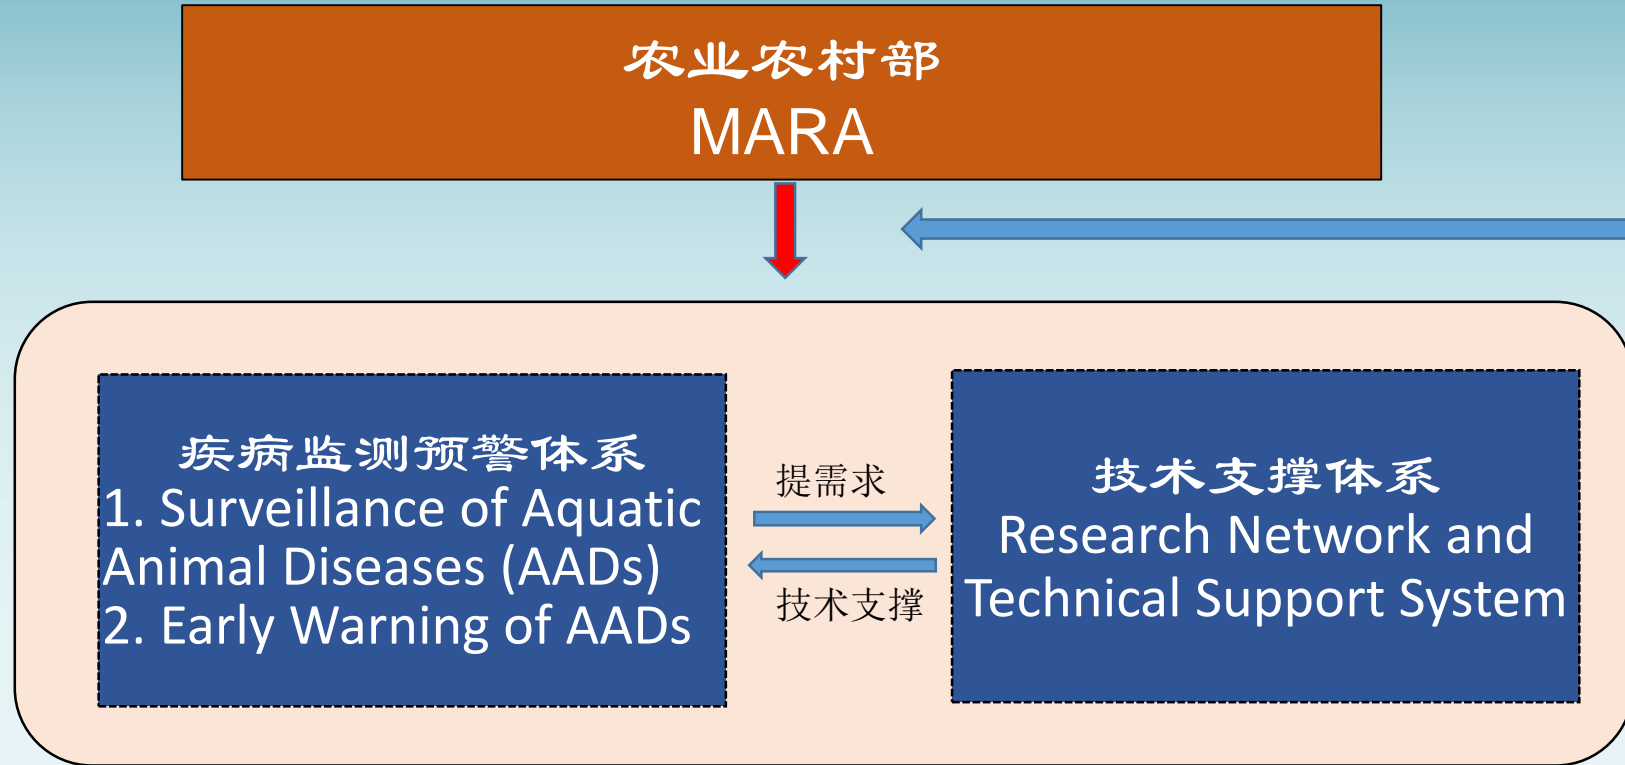 农业农村部
MARA
疾病监测预警体系
1. Surveillance of Aquatic
Animal Diseases (AADs)
2. Early Warning of AADs
提需求
技术支撑
技术支撑体系
Research Network and
Technical Support System